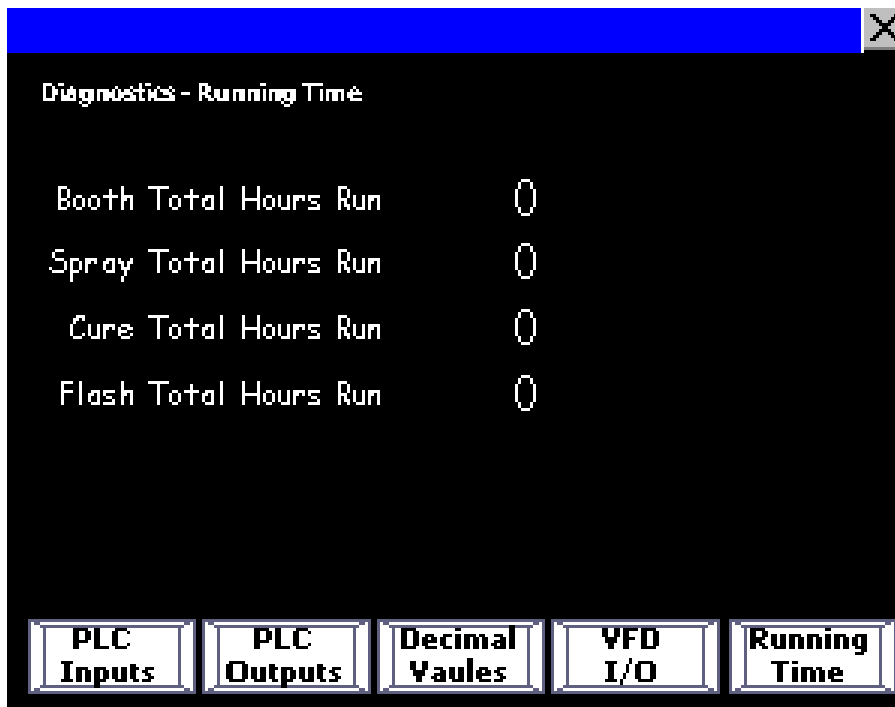 Diagnostics - Running Time
Booth Total Hours Run 0
Spray Total Hours Run 0
Cure Total Hours Run 0
Flash Total Hours Run 0
PLC Inputs
PLC Outputs
Decimal Vaules
VFD I/O
Running Time